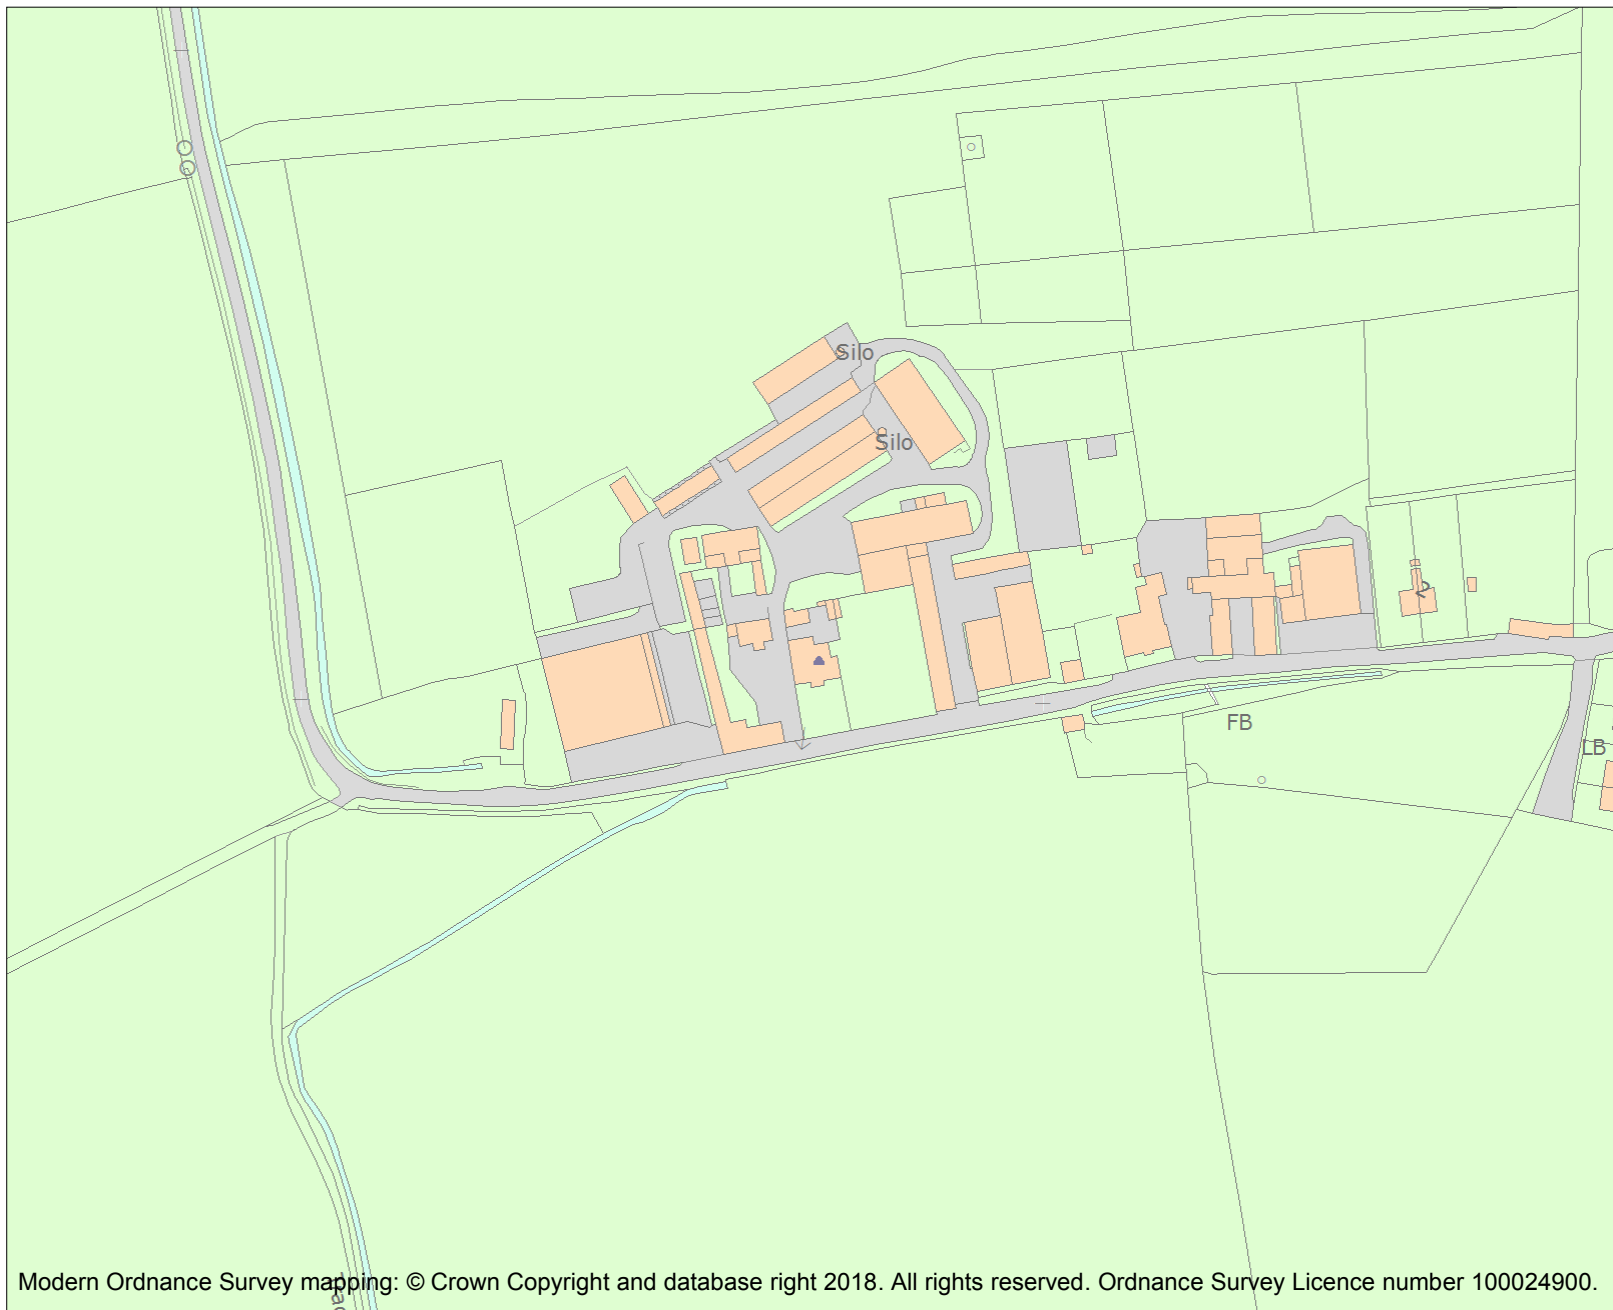 Silo
Silo
2
FB
LB
Modern Ordnance Survey mapping: © Crown Copyright and database right 2018. All rights reserved. Ordnance Survey Licence number 100024900.